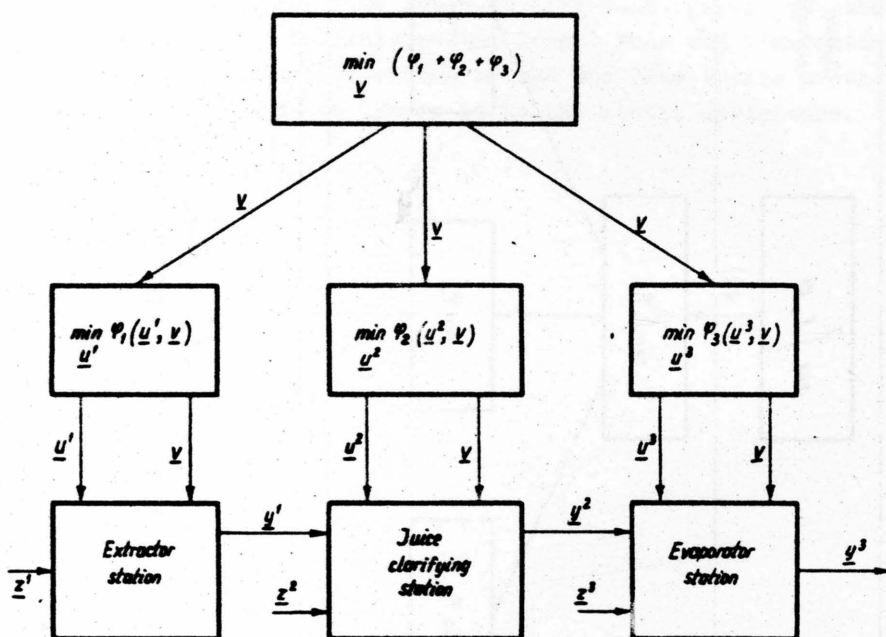 min (φ₁ + φ₂ + φ₃)
v
v
v
v
min φ₁(u¹, v)
u¹
min φ₂(u², v)
u²
min φ₃(u³, v)
u³
u¹
v
u²
v
u³
v
y¹
y²
Extractor
station
Juice
clarifying
station
Evaporator
station
y³
z¹
z²
z³